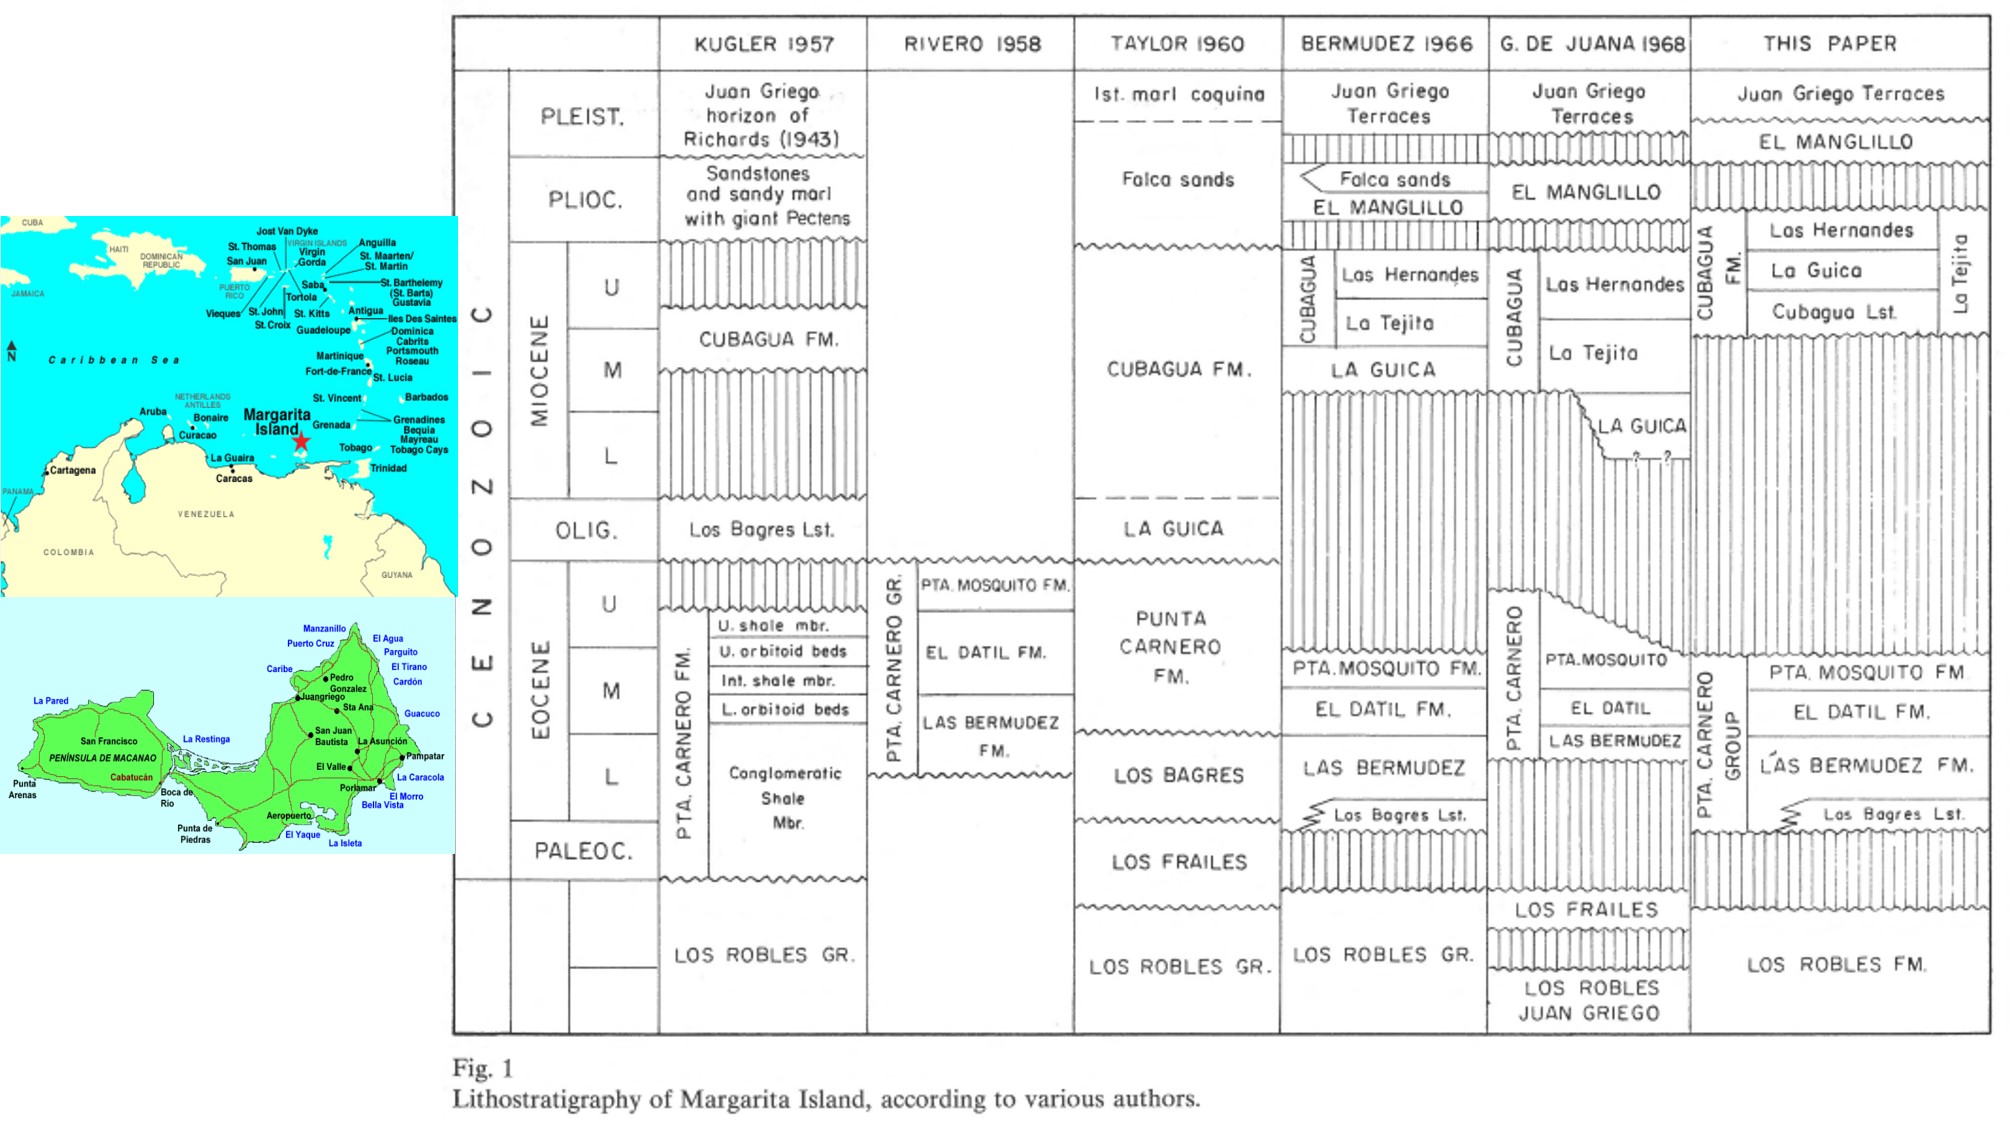 CUBA
HAITI
DOMINICAN
REPUBLIC
JAMAICA
Jost Van Dyke
St. Thomas
VIRGIN ISLANDS
Virgin
Gorda
San Juan
PUERTO
RICO
Anguilla
St. Maarten/
St. Martin
Saba
St. Barthelemy
(St. Barts)
Gustavia
Tortola
Vieques
St. John
St. Kitts
St. Croix
Antigua
Iles Des Saintes
Guadeloupe
Dominica
Cabrits
Portsmouth
Roseau
N
Caribbean Sea
Martinique
Fort-de-France
St. Lucia
St. Vincent
Barbados
NETHERLANDS
ANTILLES
Aruba
Bonaire
Curacao
Margarita
Island
Grenada
Grenadines
Bequia
Mayreau
Tobago Cays
Tobago
Trinidad
La Guaira
Caracas
Cartagena
PANAMA
VENEZUELA
COLOMBIA
GUYANA
Manzanillo
Puerto Cruz
El Agua
Parguito
El Tirano
Cardón
Caribe
Pedro
Gonzalez
Juangriego
Sta Ana
Guacuco
La Pared
San Francisco
PENÍNSULA DE MACANAO
La Restinga
San Juan
Bautista
La Asunción
Pampatar
El Valle
Cabatucán
La Caracola
Punta
Arenas
Boca de
Río
Porlamar
El Morro
Bella Vista
Punta de
Piedras
Aeropuerto
El Yaque
La Isleta
KUGLER 1957
RIVERO 1958
TAYLOR 1960
BERMUDEZ 1966
G. DE JUANA 1968
THIS PAPER
CENOZOIC
PLEIST.
PLIOC.
MIOCENE
U
M
L
OLIG.
EOCENE
U
M
L
PALEOC.
Juan Griego
horizon of
Richards (1943)
Sandstones
and sandy marl
with giant Pectens
CUBAGUA FM.
Los Bagres Lst.
PTA. CARNERO FM.
U. shale mbr.
U. orbitoid beds
Int. shale mbr.
L. orbitoid beds
Conglomeratic
Shale
Mbr.
LOS ROBLES GR.
PTA. CARNERO GR.
PTA. MOSQUITO FM.
EL DATIL FM.
LAS BERMUDEZ
FM.
Ist. marl coquina
Falca sands
CUBAGUA FM.
LA GUICA
PUNTA
CARNERO
FM.
LOS BAGRES
LOS FRAILES
LOS ROBLES GR.
Juan Griego
Terraces
Falca sands
EL MANGLILLO
CUBAGUA
Las Hernandes
La Tejita
LA GUICA
PTA. MOSQUITO FM.
EL DATIL FM.
LAS BERMUDEZ
Los Bagres Lst.
LOS ROBLES GR.
Juan Griego
Terraces
EL MANGLILLO
CUBAGUA
Las Hernandes
La Tejita
LA GUICA
? ?
PTA. CARNERO
PTA. MOSQUITO
EL DATIL
LAS BERMUDEZ
LOS FRAILES
LOS ROBLES
JUAN GRIEGO
Juan Griego Terraces
EL MANGLILLO
CUBAGUA
FM.
Las Hernandes
La Guica
Cubagua Lst.
La Tejita
PTA. CARNERO
GROUP
PTA. MOSQUITO FM.
EL DATIL FM.
LAS BERMUDEZ FM.
Los Bagres Lst.
LOS ROBLES FM.
Fig. 1
Lithostratigraphy of Margarita Island, according to various authors.